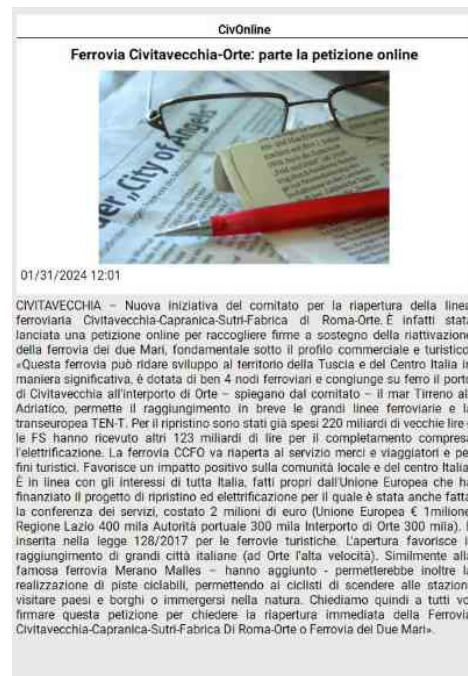 CivOnline
Ferrovia Civitavecchia-Orte: parte la petizione online
der „City of Angels“
01/31/2024 12:01
CIVITAVECCHIA – Nuova iniziativa del comitato per la riapertura della linea
ferroviaria Civitavecchia-Capranica-Sutri-Fabrica di Roma-Orte. È infatti stata
lanciata una petizione online per raccogliere firme a sostegno della riattivazione
della ferrovia dei due Mari, fondamentale sotto il profilo commerciale e turistico.
«Questa ferrovia può ridare sviluppo al territorio della Tuscia e del Centro Italia in
maniera significativa, è dotata di ben 4 nodi ferroviari e congiunge su ferro il porto
di Civitavecchia all'interporto di Orte – spiegano dal comitato – il mar Tirreno all
Adriatico, permette il raggiungimento in breve le grandi linee ferroviarie e la
transeuropea TEN-T. Per il ripristino sono stati già spesi 220 miliardi di vecchie lire e
le FS hanno ricevuto altri 123 miliardi di lire per il completamento compresa
l'elettrificazione. La ferrovia CCFO va riaperta al servizio merci e viaggiatori e per
fini turistici. Favorisce un impatto positivo sulla comunità locale e del centro Italia.
È in linea con gli interessi di tutta Italia, fatti propri dall'Unione Europea che ha
finanziato il progetto di ripristino ed elettrificazione per il quale è stata anche fatta
la conferenza dei servizi, costato 2 milioni di euro (Unione Europea € 1milione
Regione Lazio 400 mila Autorità portuale 300 mila Interporto di Orte 300 mila).
inserita nella legge 128/2017 per le ferrovie turistiche. L'apertura favorisce il
raggiungimento di grandi città italiane (ad Orte l'alta velocità). Similmente alla
famosa ferrovia Merano Malles – hanno aggiunto - permetterebbe inoltre la
realizzazione di piste ciclabili, permettendo ai ciclisti di scendere alle stazioni
visitare paesi e borghi o immergersi nella natura. Chiediamo quindi a tutti voi
firmare questa petizione per chiedere la riapertura immediata della Ferrovia
Civitavecchia-Capranica-Sutri-Fabrica Di Roma-Orte o Ferrovia dei Due Mari».